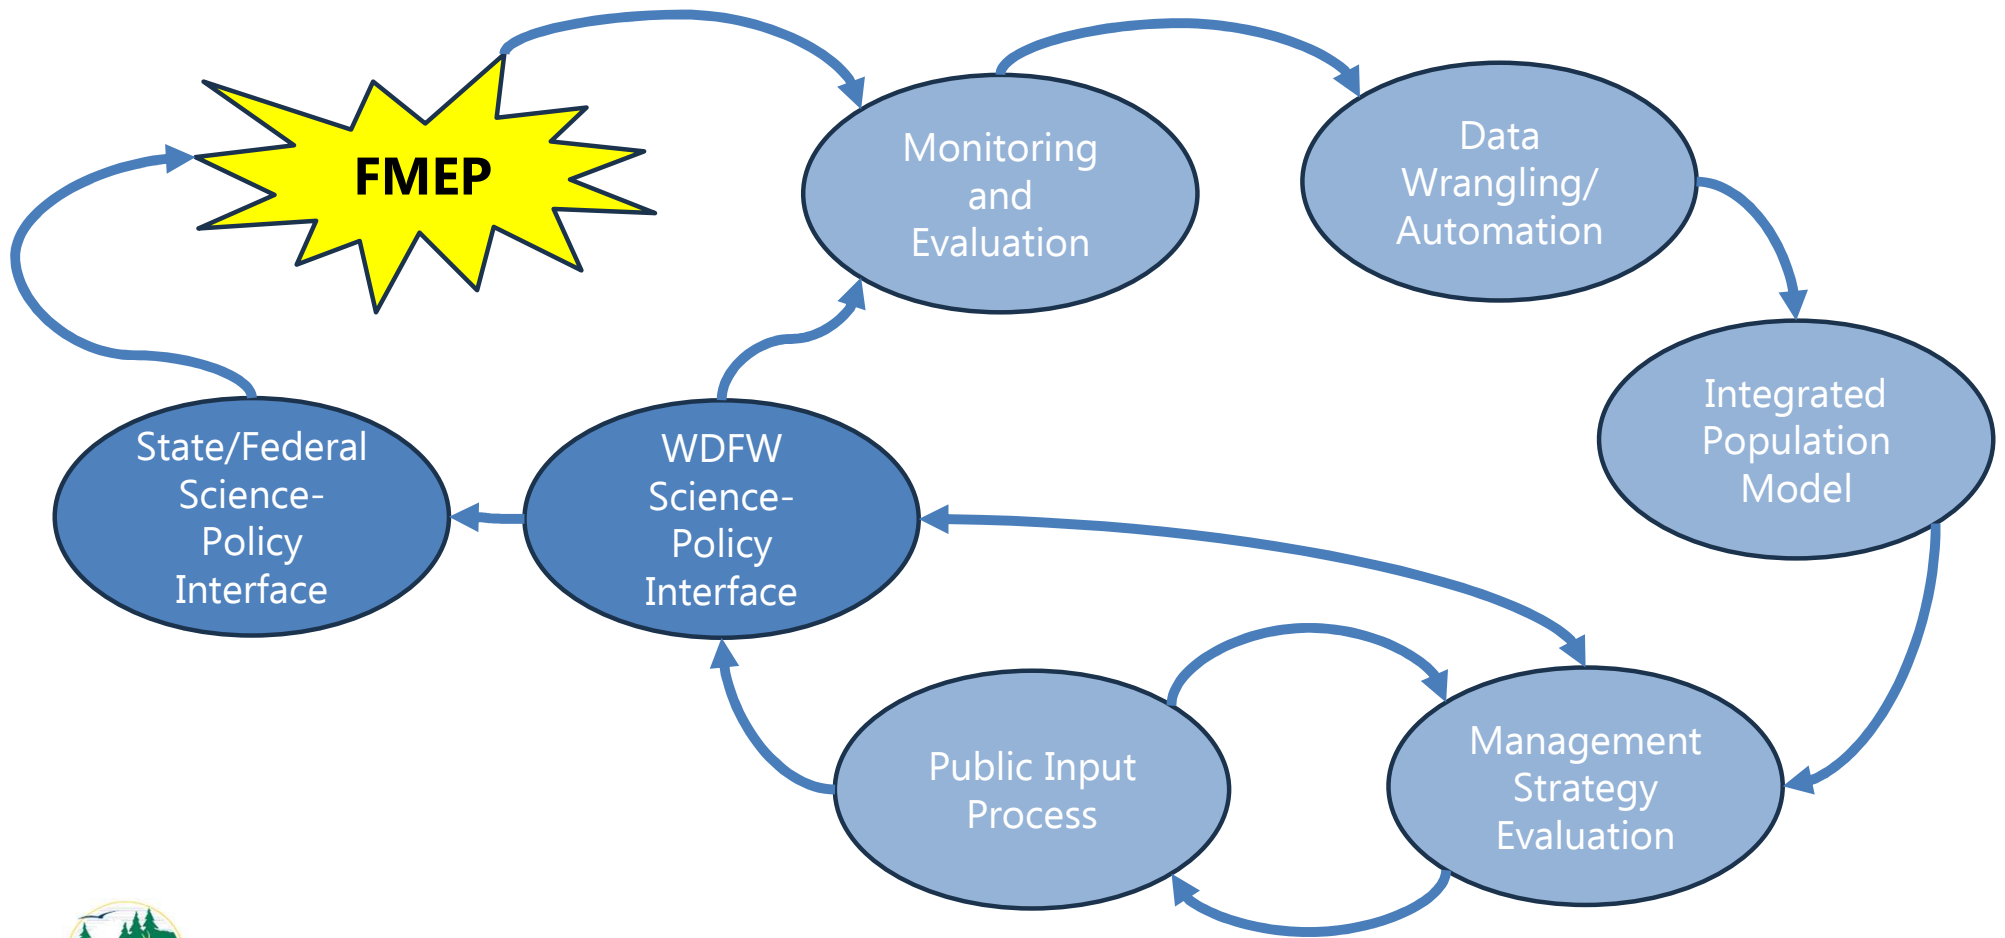 FMEP
Monitoring
and
Evaluation
Data
Wrangling/
Automation
Integrated
Population
Model
State/Federal
Science-
Policy
Interface
WDFW
Science-
Policy
Interface
Public Input
Process
Management
Strategy
Evaluation